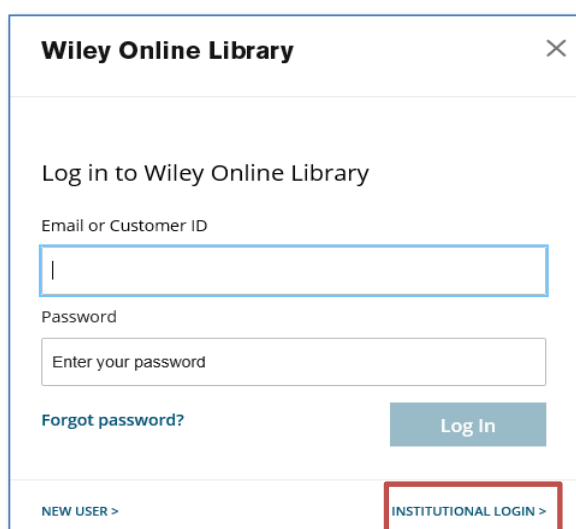 Wiley Online Library
Log in to Wiley Online Library
Email or Customer ID
Password
Enter your password
Forgot password?
Log In
NEW USER >
INSTITUTIONAL LOGIN >